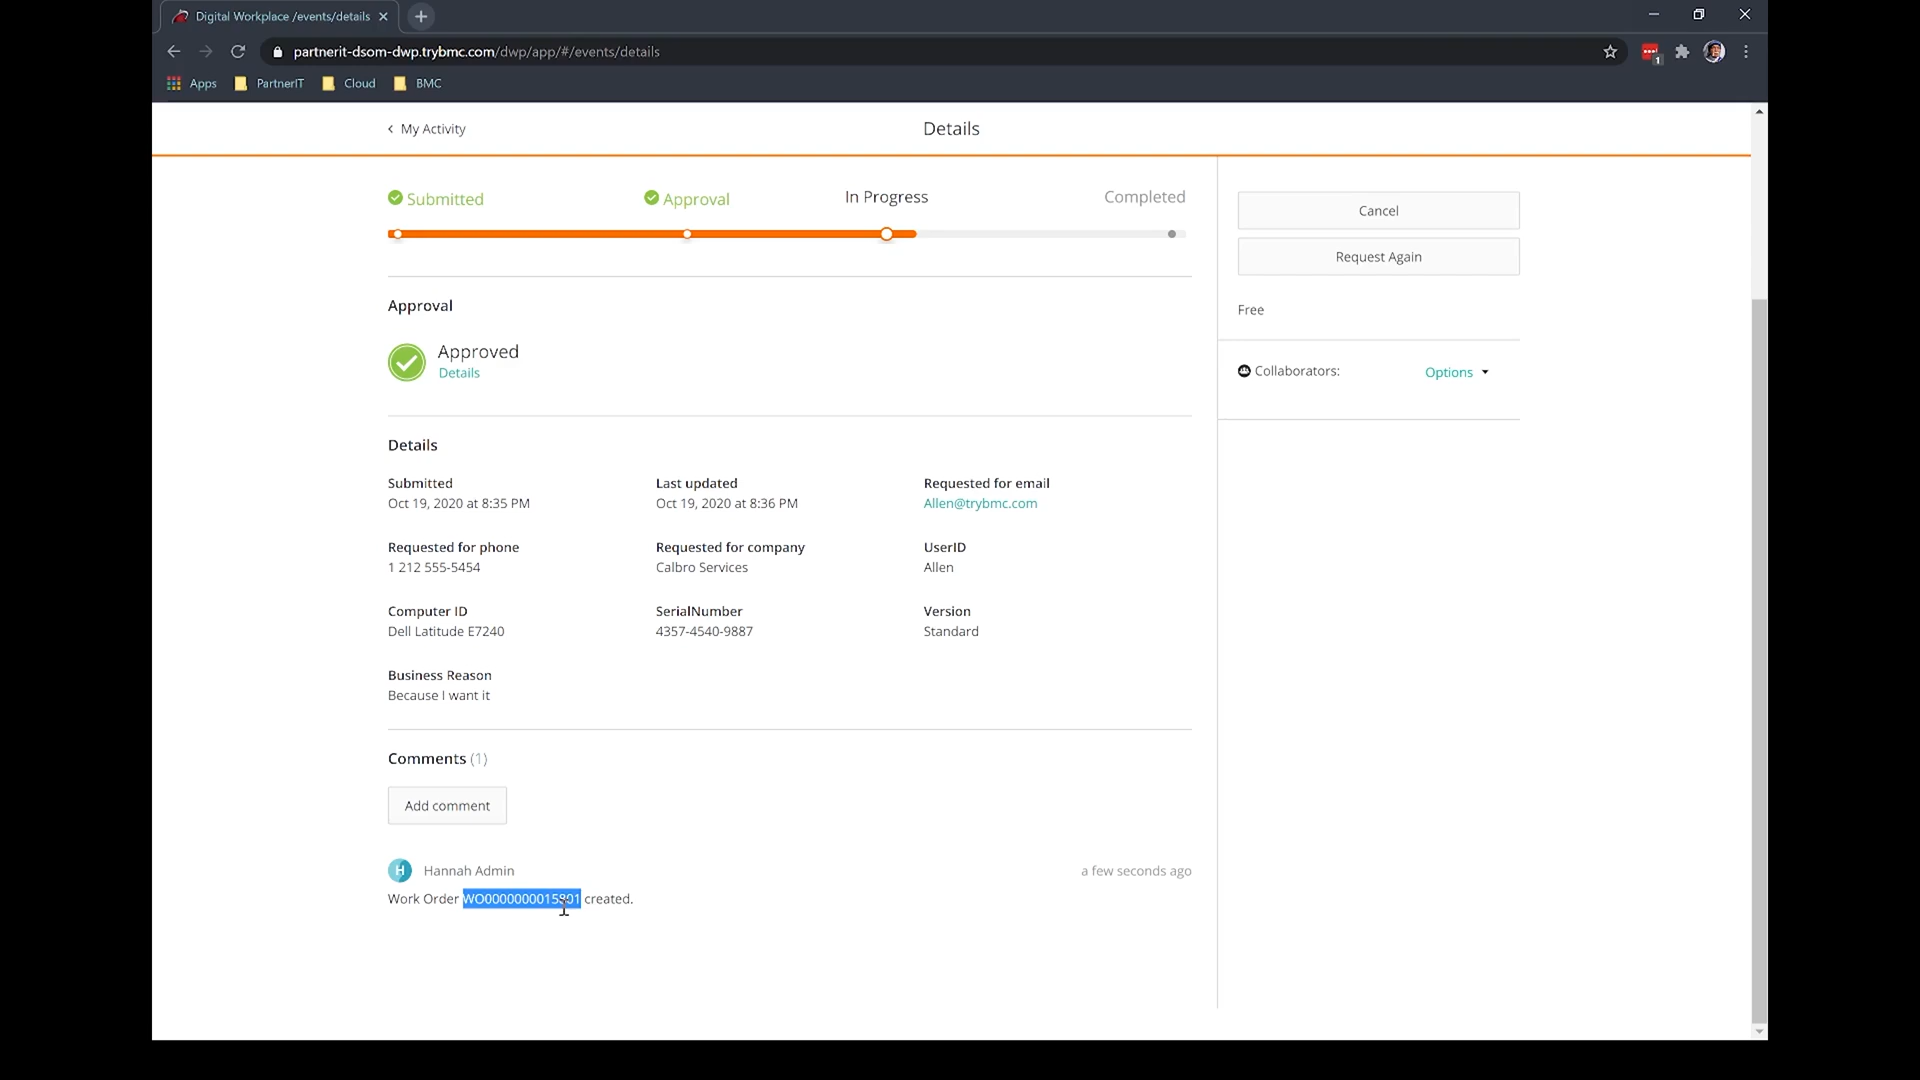 Digital Workplace /events/details
partnerit-dsom-dwp.trybmc.com/dwp/app/#/events/details
1
Apps PartnerIT Cloud BMC
My Activity
Details
Submitted Approval In Progress Completed
Cancel
Request Again
Free
Collaborators: Options
Approval
Approved
Details
Details
Submitted Last updated Requested for email
Oct 19, 2020 at 8:35 PM Oct 19, 2020 at 8:36 PM Allen@trybmc.com
Requested for phone Requested for company UserID
1 212 555-5454 Calbro Services Allen
Computer ID SerialNumber Version
Dell Latitude E7240 4357-4540-9887 Standard
Business Reason
Because I want it
Comments (1)
Add comment
H Hannah Admin a few seconds ago
Work Order WO0000000015801 created.